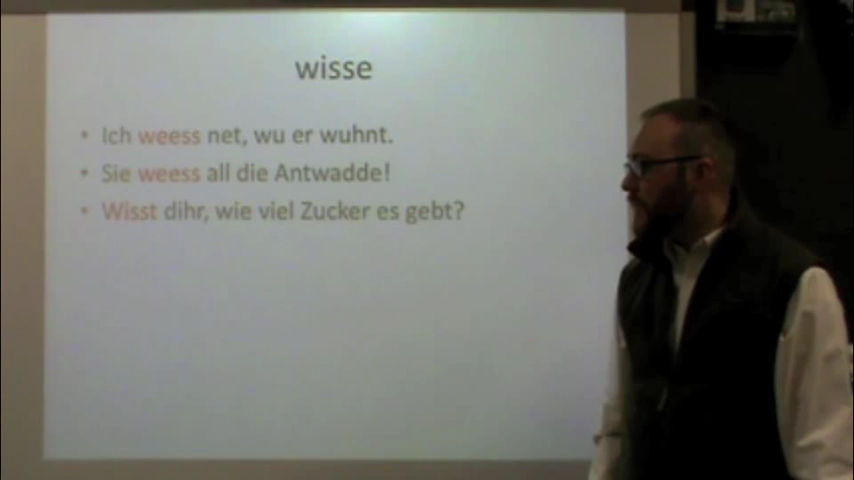 wisse
• Ich weess net, wu er wuhnt.
• Sie weess all die Antwadde!
• Wisst dihr, wie viel Zucker es gebt?